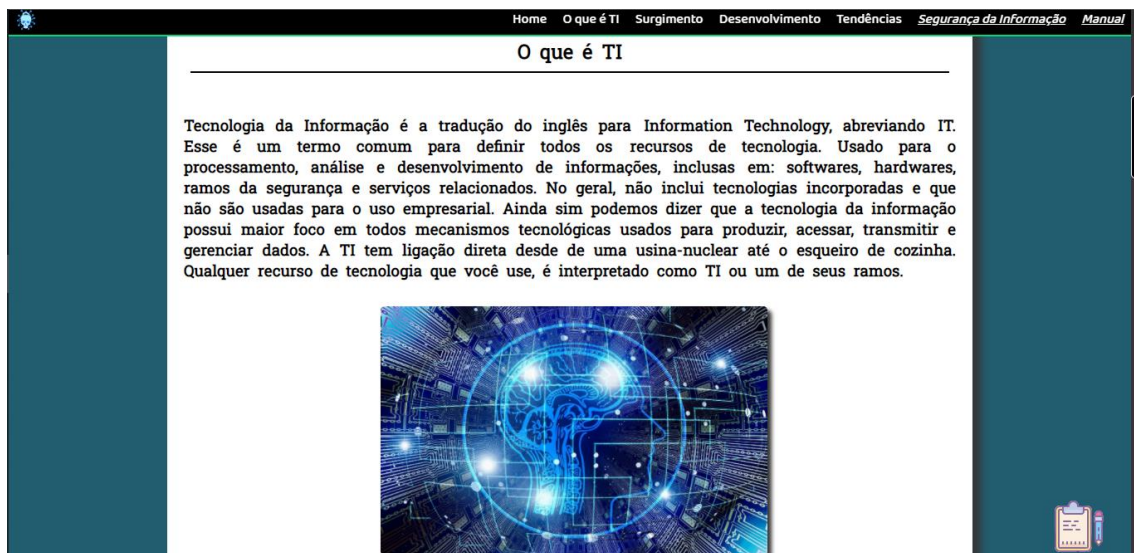 Home O que é TI Surgimento Desenvolvimento Tendências Segurança da Informação Manual
O que é TI
Tecnologia da Informação é a tradução do inglês para Information Technology, abreviando IT.
Esse é um termo comum para definir todos os recursos de tecnologia. Usado para o
processamento, análise e desenvolvimento de informações, inclusas em: softwares, hardwares,
ramos da segurança e serviços relacionados. No geral, não inclui tecnologias incorporadas e que
não são usadas para o uso empresarial. Ainda sim podemos dizer que a tecnologia da informação
possui maior foco em todos mecanismos tecnológicas usados para produzir, acessar, transmitir e
gerenciar dados. A TI tem ligação direta desde de uma usina-nuclear até o esqueiro de cozinha.
Qualquer recurso de tecnologia que você use, é interpretado como TI ou um de seus ramos.